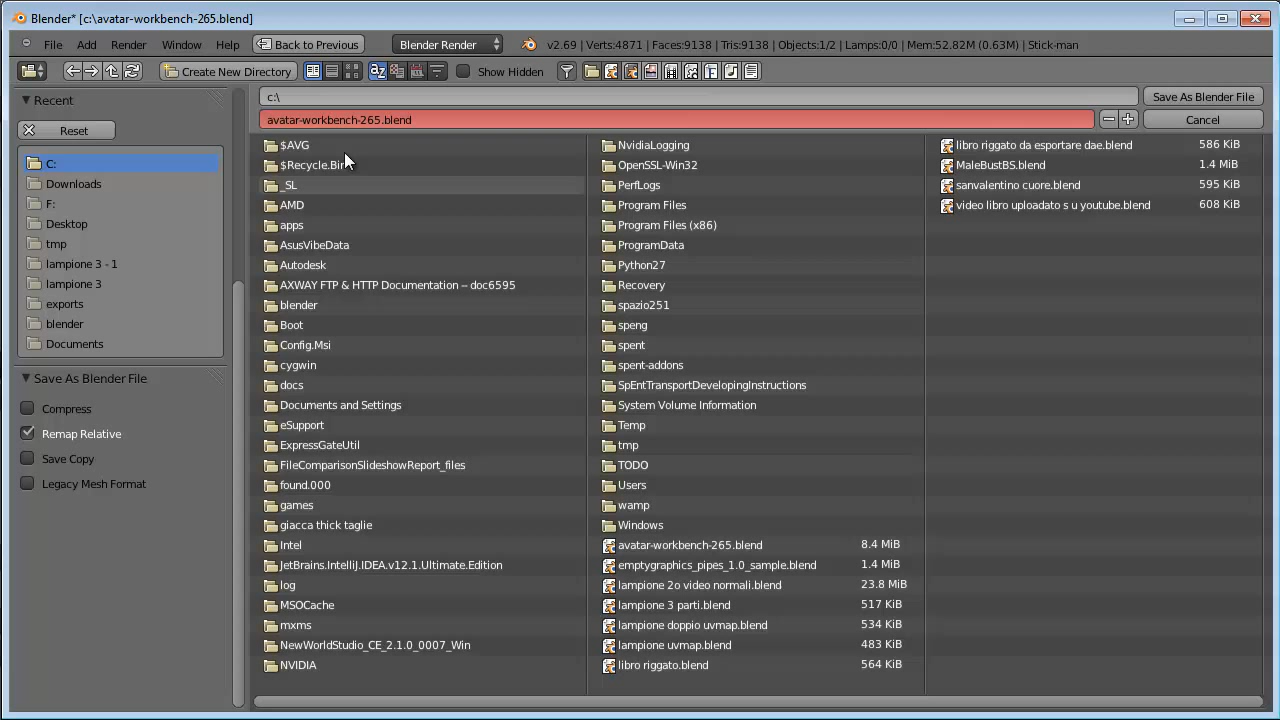 Blender* [c:\avatar-workbench-265.blend]
File Add Render Window Help Back to Previous Blender Render v2.69 | Verts:4871 | Faces:9138 | Tris:9138 | Objects:1/2 | Lamps:0/0 | Mem:52.82M (0.63M) | Stick-man
Create New Directory Show Hidden
Recent
Reset
C:
Downloads
F:
Desktop
tmp
lampione 3 - 1
lampione 3
exports
blender
Documents
Save As Blender File
Compress
Remap Relative
Save Copy
Legacy Mesh Format
c:\ Save As Blender File
avatar-workbench-265.blend Cancel
$AVG
$Recycle.Bin
_SL
AMD
apps
AsusVibeData
Autodesk
AXWAY FTP & HTTP Documentation – doc6595
blender
Boot
Config.Msi
cygwin
docs
Documents and Settings
eSupport
ExpressGateUtil
FileComparisonSlideshowReport_files
found.000
games
giacca thick taglie
Intel
JetBrains.IntelliJ.IDEA.v12.1.Ultimate.Edition
log
MSOCache
mxms
NewWorldStudio_CE_2.1.0_0007_Win
NVIDIA
NvidiaLogging
OpenSSL-Win32
PerfLogs
Program Files
Program Files (x86)
ProgramData
Python27
Recovery
spazio251
speng
spent
spent-addons
SpEntTransportDevelopingInstructions
System Volume Information
Temp
tmp
TODO
Users
wamp
Windows
avatar-workbench-265.blend 8.4 MiB
emptygraphics_pipes_1.0_sample.blend 1.4 MiB
lampione 2o video normali.blend 23.8 MiB
lampione 3 parti.blend 517 KiB
lampione doppio uvmap.blend 534 KiB
lampione uvmap.blend 483 KiB
libro riggato.blend 564 KiB
libro riggato da esportare dae.blend 586 KiB
MaleBustBS.blend 1.4 MiB
sanvalentino cuore.blend 595 KiB
video libro uploadato s u youtube.blend 608 KiB